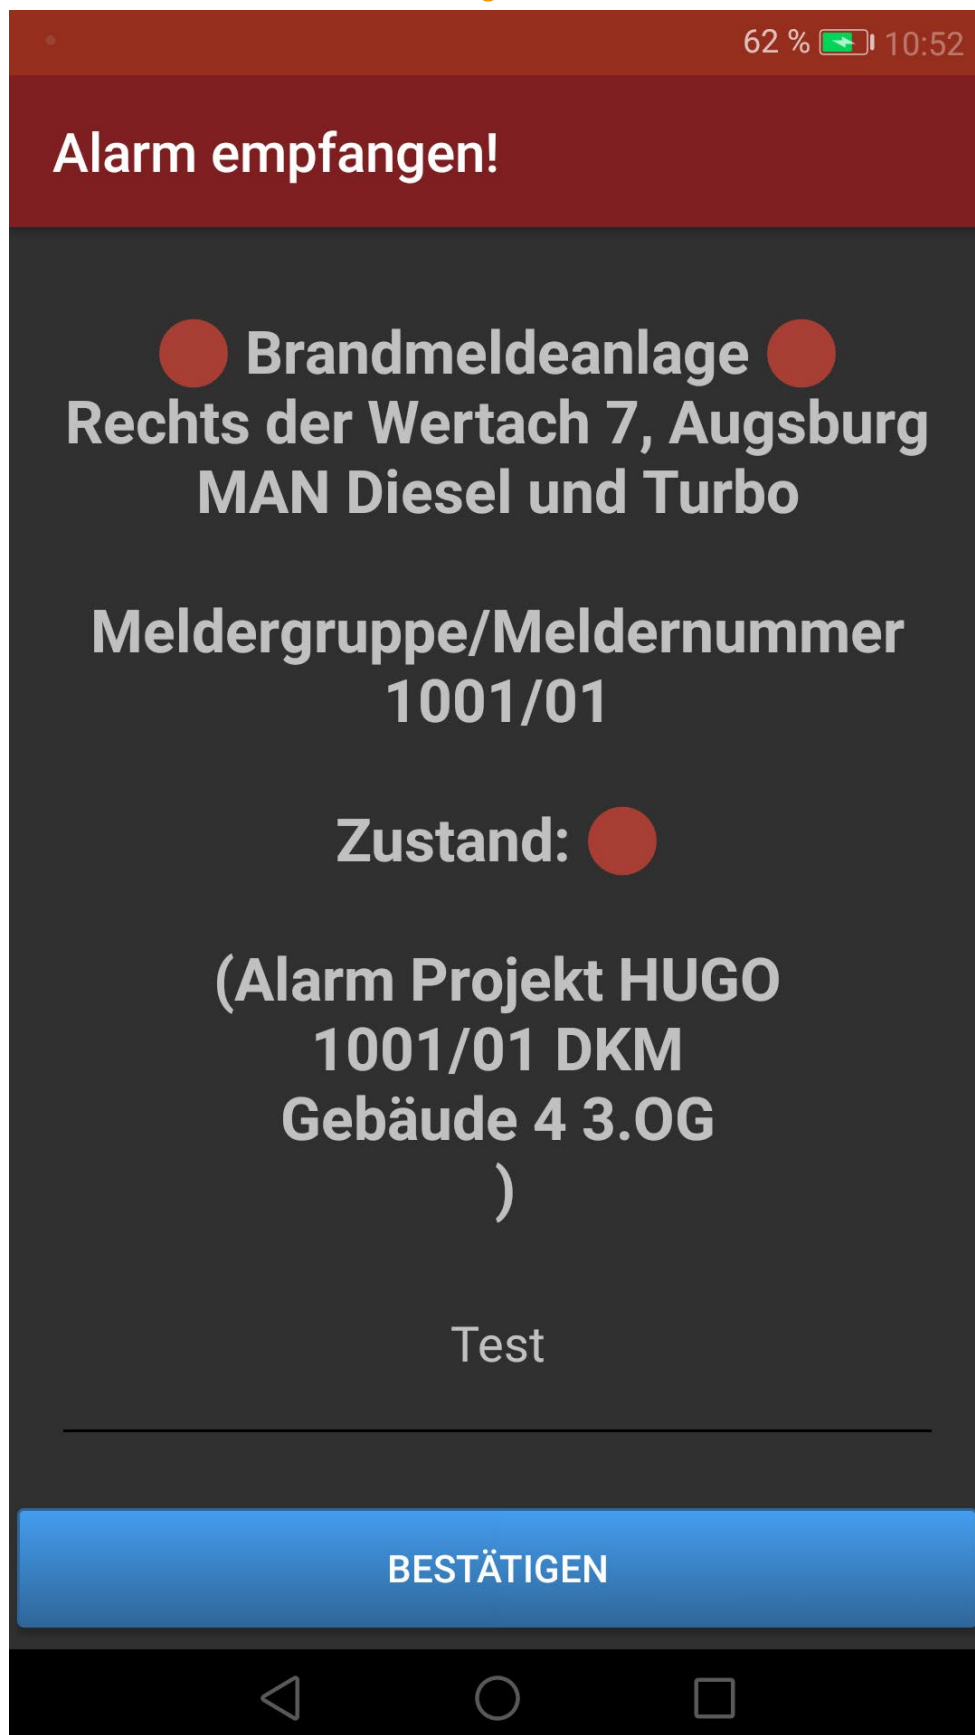 62 % 10:52
Alarm empfangen!
Brandmeldeanlage
Rechts der Wertach 7, Augsburg
MAN Diesel und Turbo
Meldergruppe/Meldernummer
1001/01
Zustand:
(Alarm Projekt HUGO
1001/01 DKM
Gebäude 4 3.OG
)
Test
BESTÄTIGEN